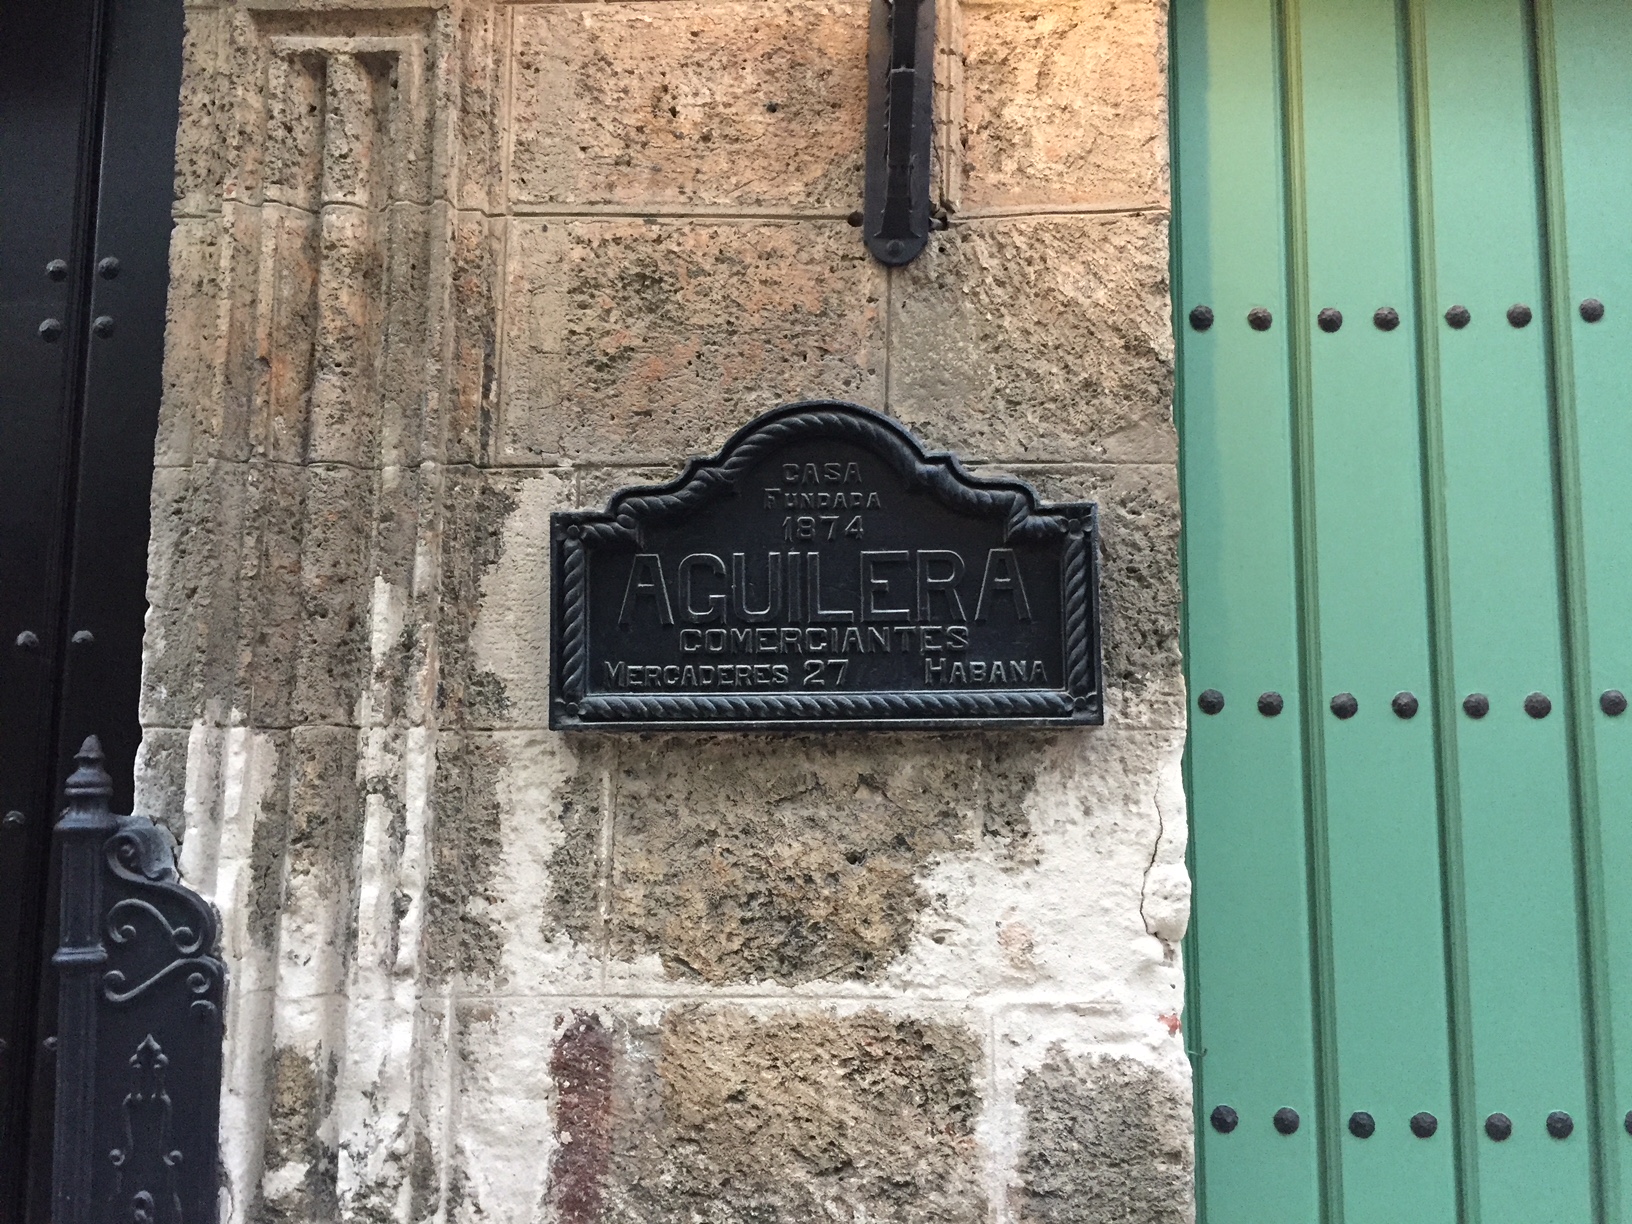 CASA
FUNDADA
1874
AGUILERA
COMERCIANTES
MERCADERES 27 HABANA